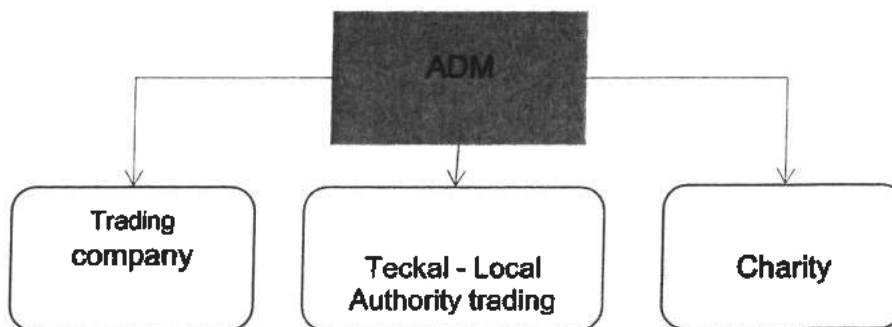 ADM
Trading
company
Teckal - Local
Authority trading
Charity